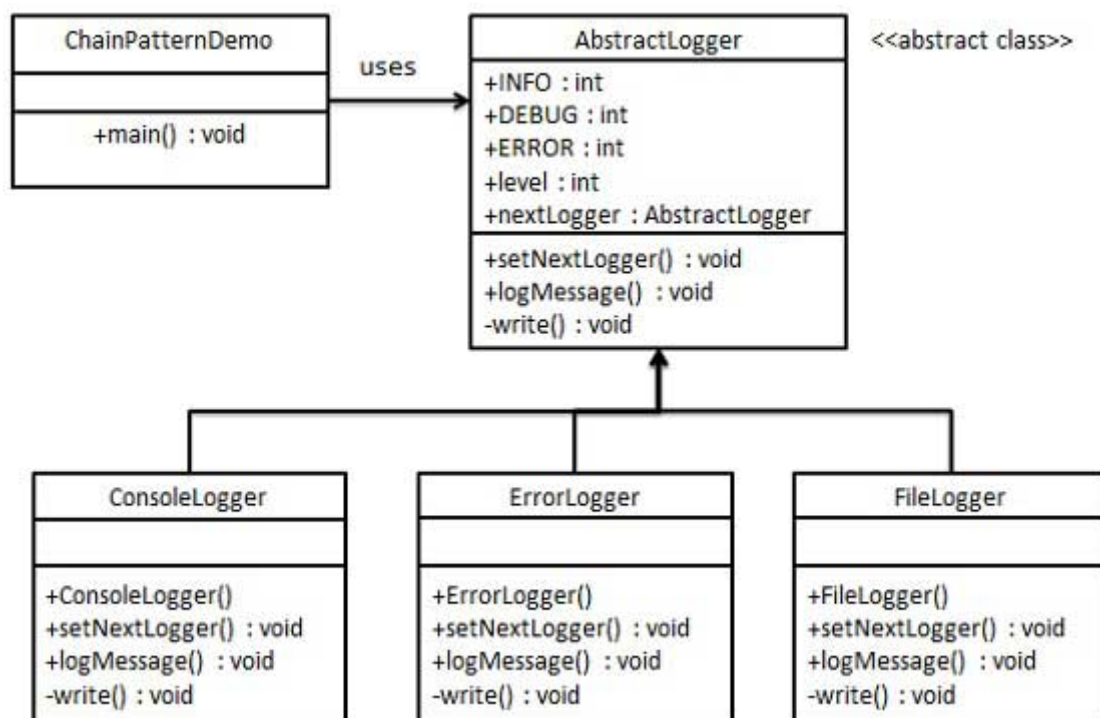 ChainPatternDemo
+main() : void
uses
AbstractLogger
<<abstract class>>
+INFO : int
+DEBUG : int
+ERROR : int
+level : int
+nextLogger : AbstractLogger
+setNextLogger() : void
+logMessage() : void
-write() : void
ConsoleLogger
+ConsoleLogger()
+setNextLogger() : void
+logMessage() : void
-write() : void
ErrorLogger
+ErrorLogger()
+setNextLogger() : void
+logMessage() : void
-write() : void
FileLogger
+FileLogger()
+setNextLogger() : void
+logMessage() : void
-write() : void